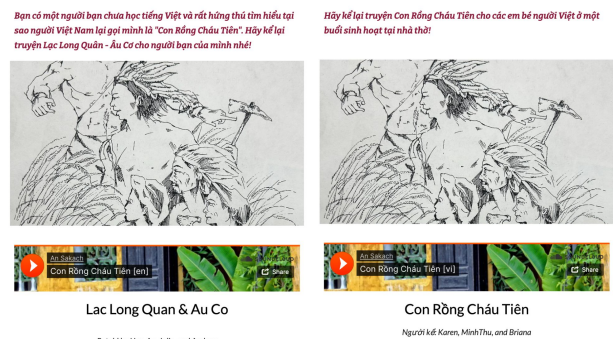 Bạn có một người bạn chưa học tiếng Việt và rất hứng thú tìm hiểu tại
sao người Việt Nam lại gọi mình là "Con Rồng Cháu Tiên". Hãy kể lại
truyện Lạc Long Quân - Âu Cơ cho người bạn của mình nhé!
An Sakach
Con Rồng Cháu Tiên [en]
Share
Lac Long Quan & Au Co
Hãy kể lại truyện Con Rồng Cháu Tiên cho các em bé người Việt ở một
buổi sinh hoạt tại nhà thờ!
An Sakach
Con Rồng Cháu Tiên [vi]
Share
Con Rồng Cháu Tiên
Người kể: Karen, MinhThu, and Briana